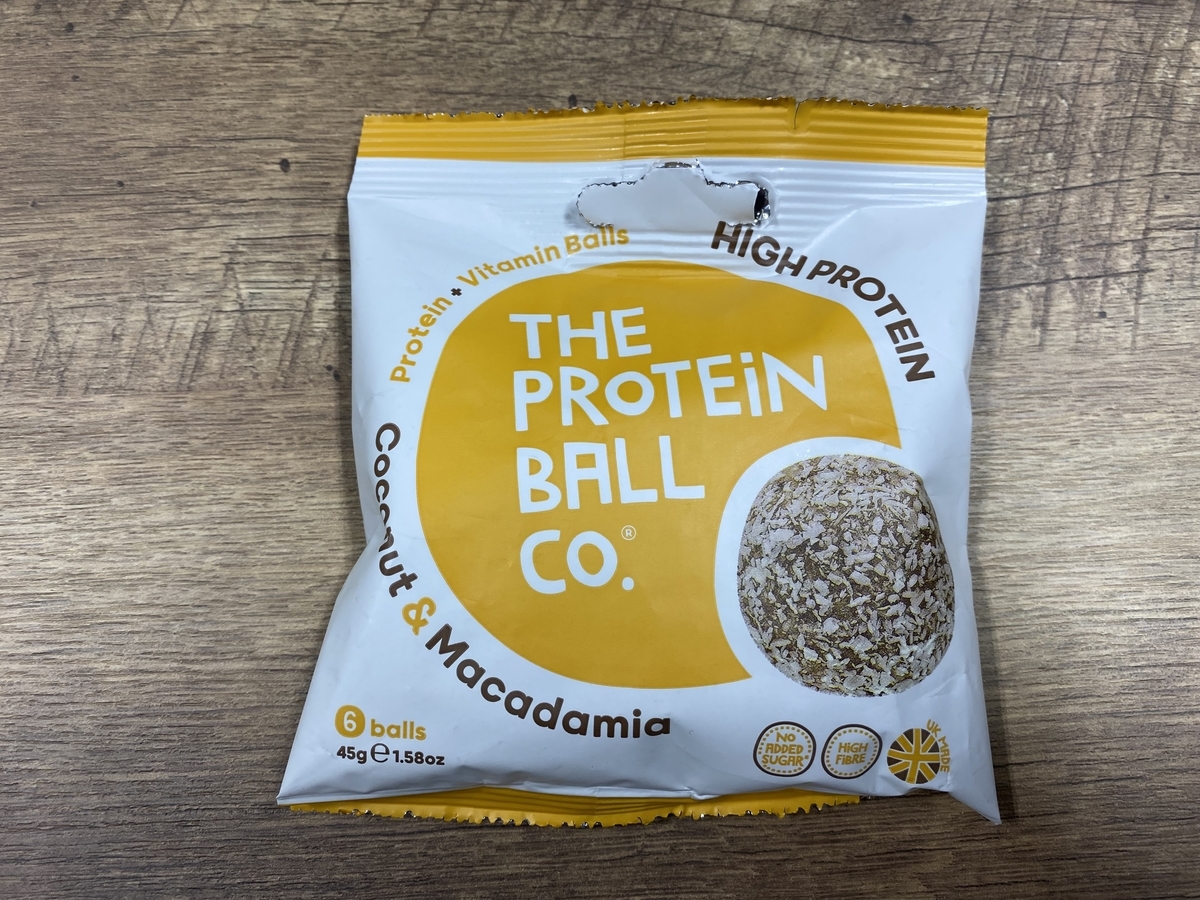 Protein + Vitamin Balls
HIGH PROTEIN
THE
PROTEiN
BALL
CO.®
Coconut & Macadamia
6 balls
45g ℮ 1.58oz
NO
ADDED
SUGAR*
HIGH
FiBRE
UK MADE